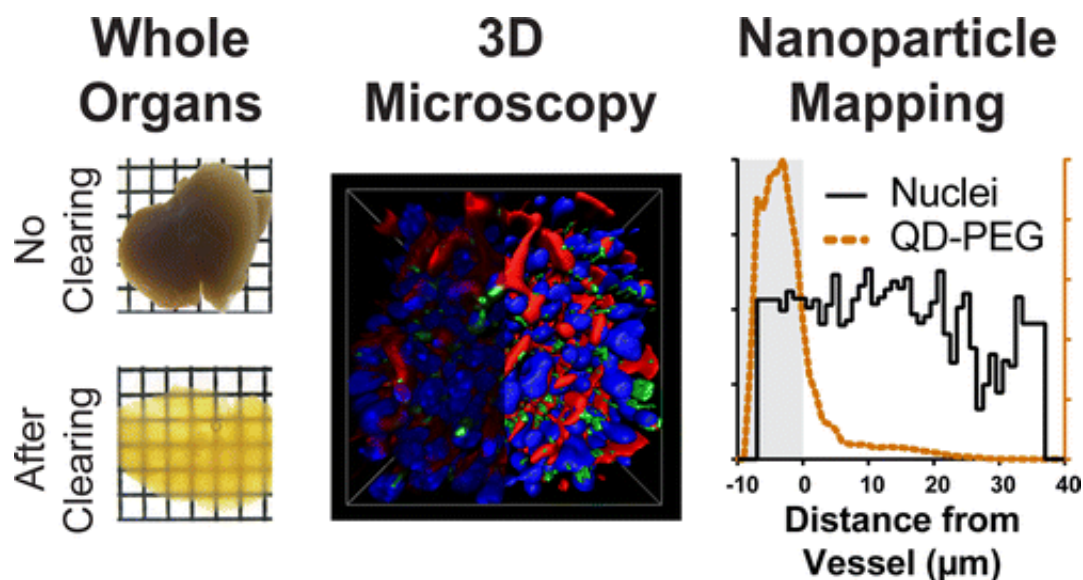 Whole
Organs
3D
Microscopy
Nanoparticle
Mapping
No
Clearing
After
Clearing
Nuclei
QD-PEG
-10 0 10 20 30 40
Distance from
Vessel (µm)